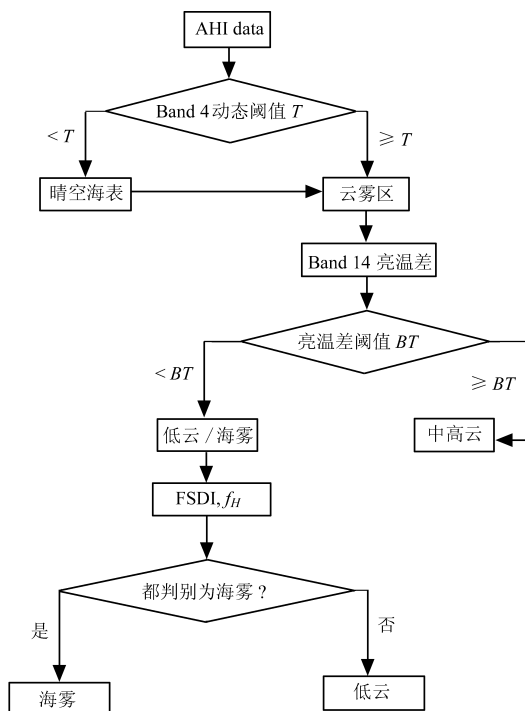 AHI data
Band 4动态阈值 T
< T
≥ T
晴空海表
云雾区
Band 14 亮温差
亮温差阈值 BT
< BT
≥ BT
低云/海雾
中高云
FSDI, fH
都判别为海雾?
是
否
海雾
低云